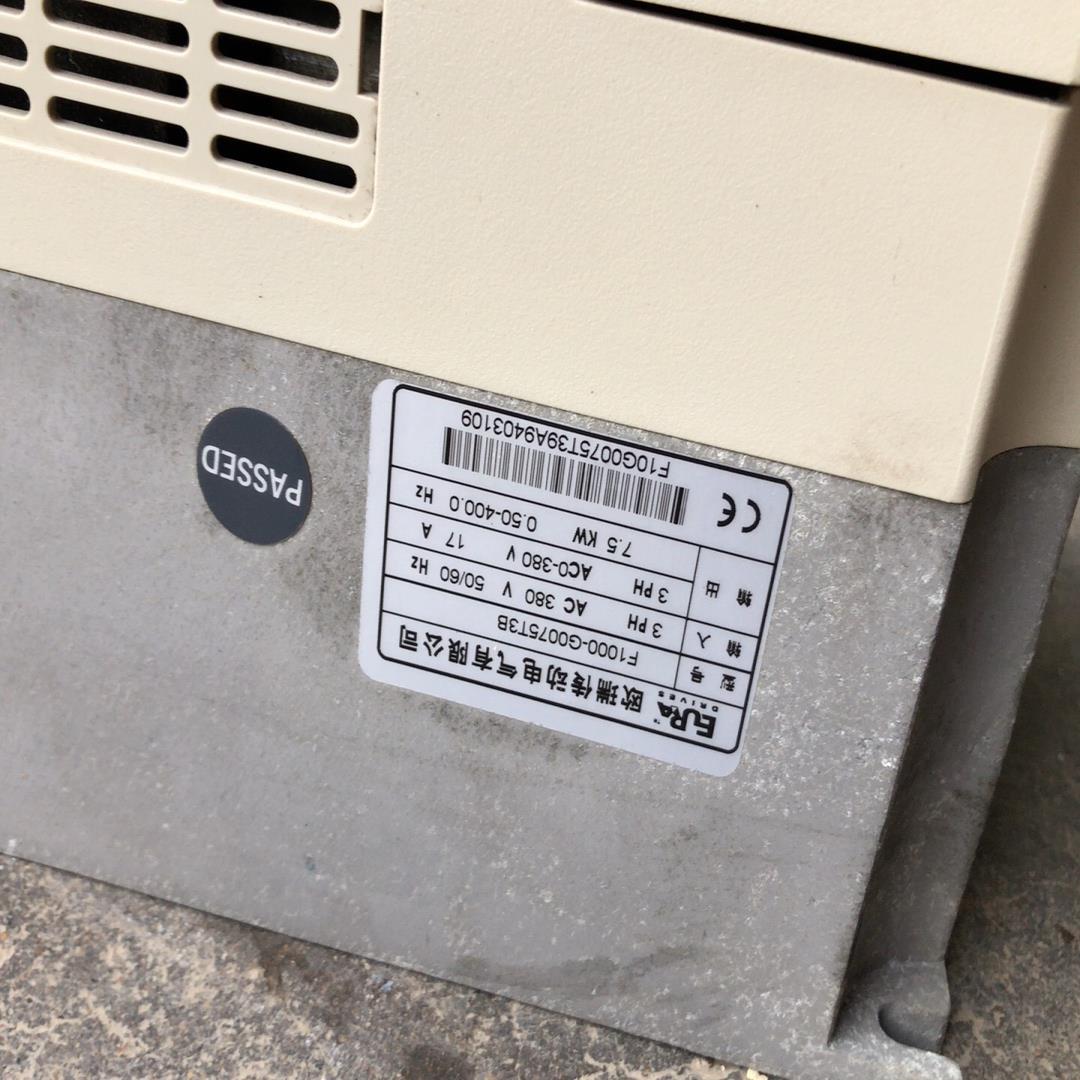 EURA DRIVES ™ 欧瑞传动电气有限公司
型号 F1000-G0075T3B
输入 3 PH AC 380 V 50/60 Hz
输出 3 PH AC0-380 V 17 A
7.5 KW 0.50-400.0 Hz
CE
F10G0075T39A9403109
PASSED